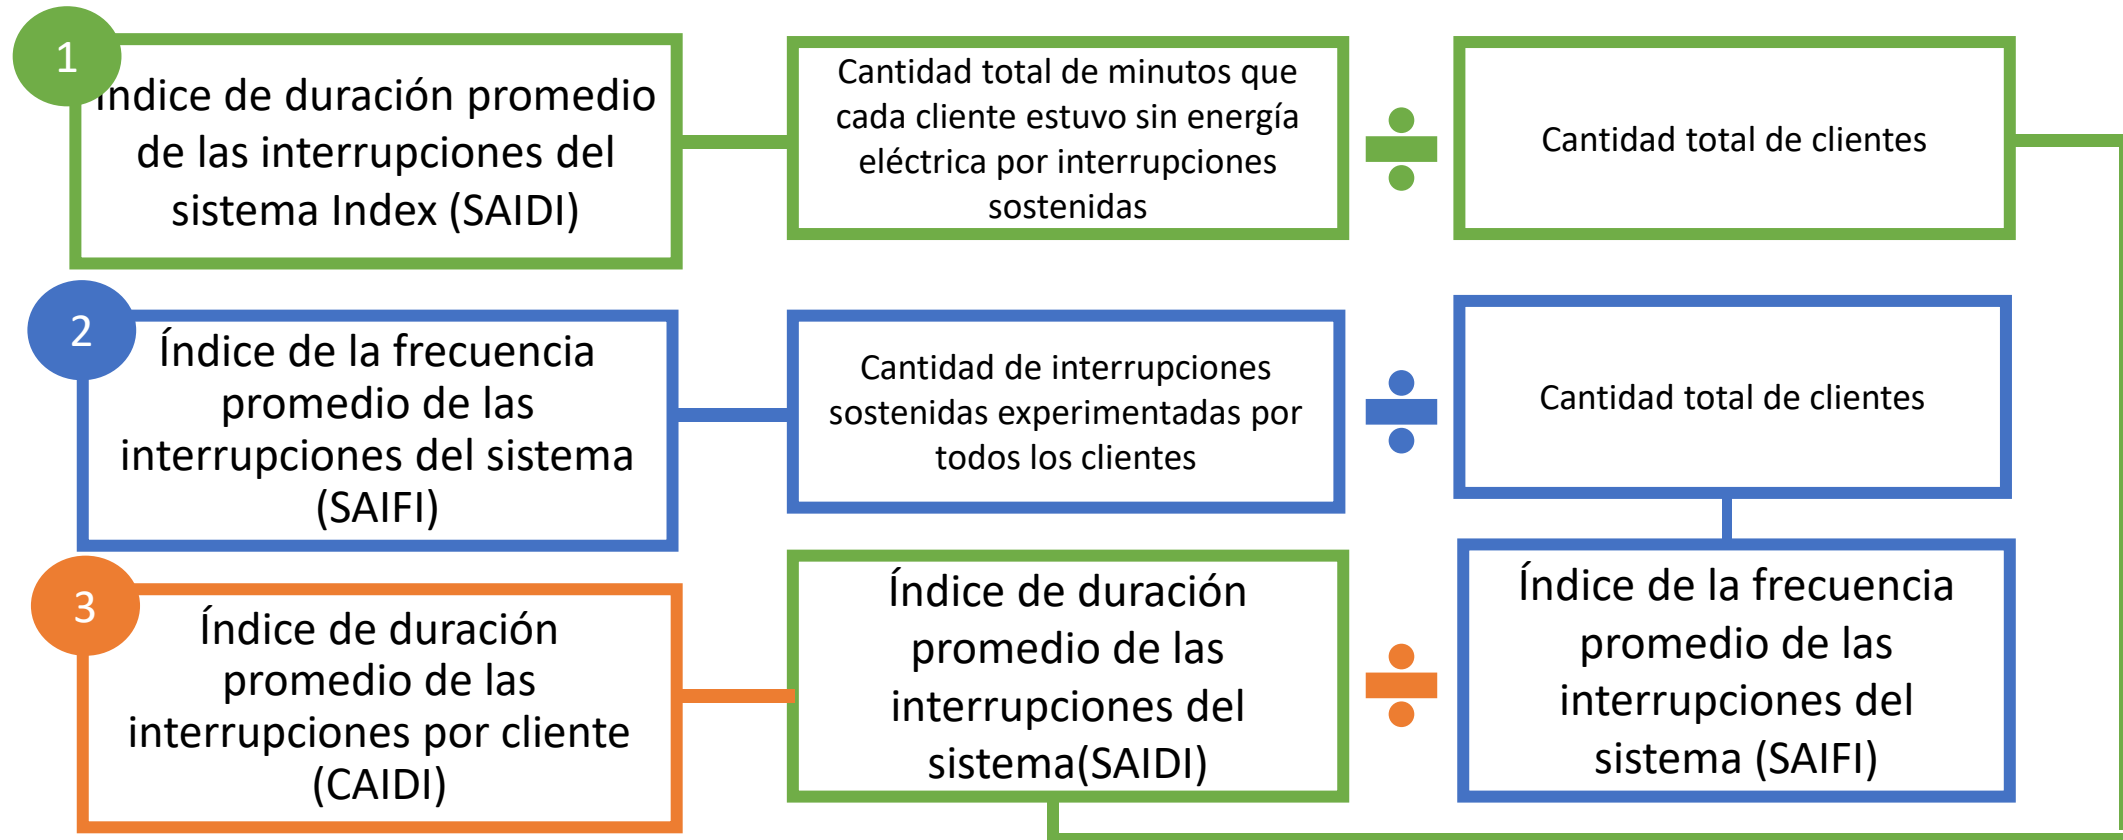 1
Índice de duración promedio
de las interrupciones del
sistema Index (SAIDI)
Cantidad total de minutos que
cada cliente estuvo sin energía
eléctrica por interrupciones
sostenidas
÷
Cantidad total de clientes
2
Índice de la frecuencia
promedio de las
interrupciones del sistema
(SAIFI)
Cantidad de interrupciones
sostenidas experimentadas por
todos los clientes
÷
Cantidad total de clientes
3
Índice de duración
promedio de las
interrupciones por cliente
(CAIDI)
Índice de duración
promedio de las
interrupciones del
sistema(SAIDI)
÷
Índice de la frecuencia
promedio de las
interrupciones del
sistema (SAIFI)